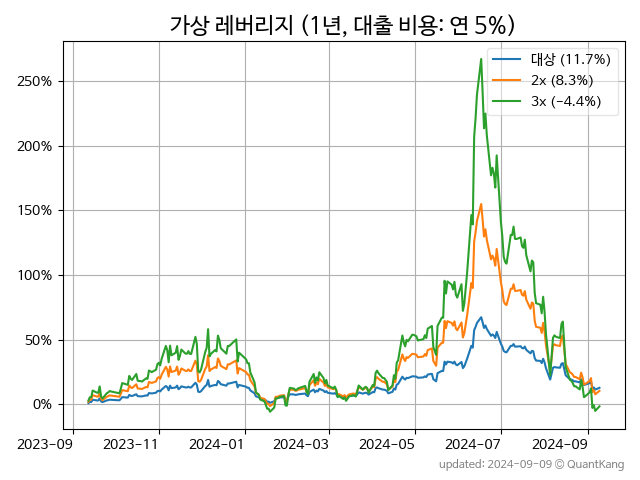 가상 레버리지 (1년, 대출 비용: 연 5%)
대상 (11.7%)
2x (8.3%)
3x (−4.4%)
250%
200%
150%
100%
50%
0%
2023-09 2023-11 2024-01 2024-03 2024-05 2024-07 2024-09
updated: 2024-09-09 © QuantKang